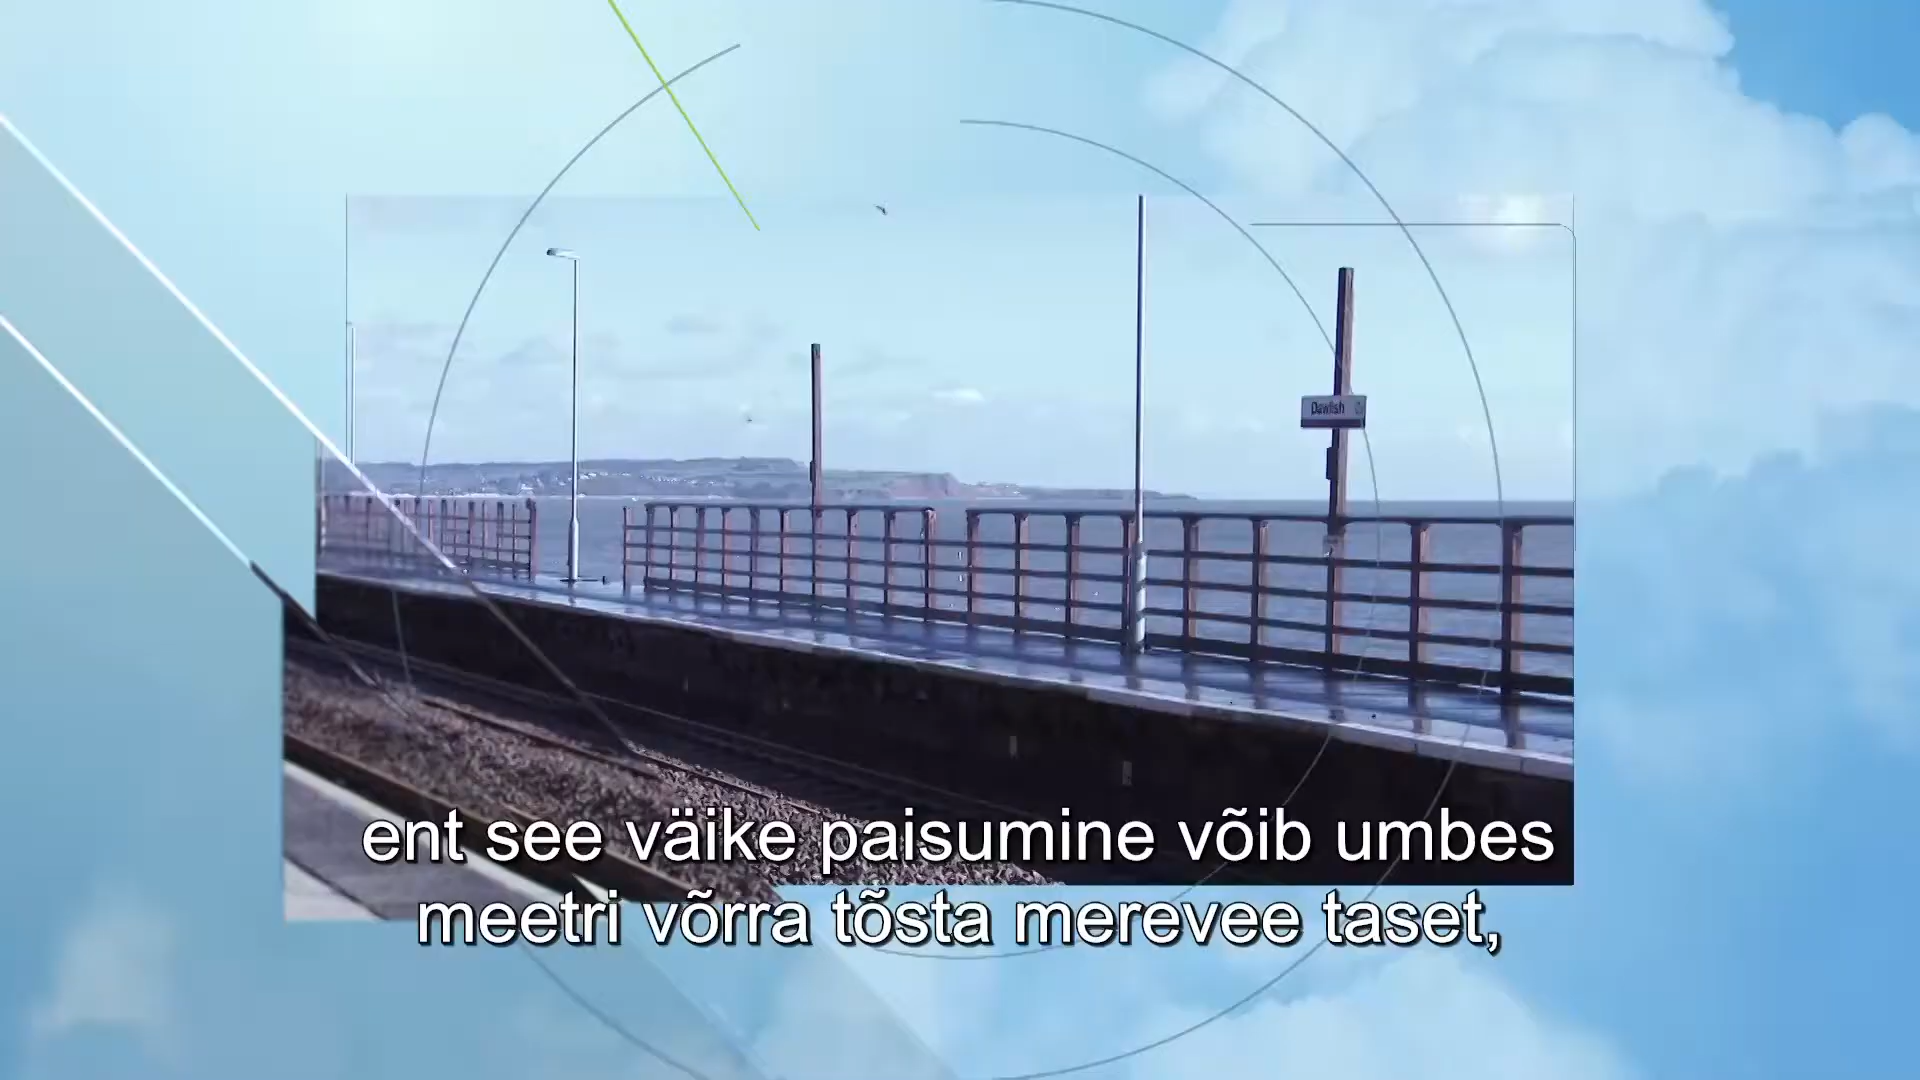 Dawlish
ent see väike paisumine võib umbes
meetri võrra tõsta merevee taset,